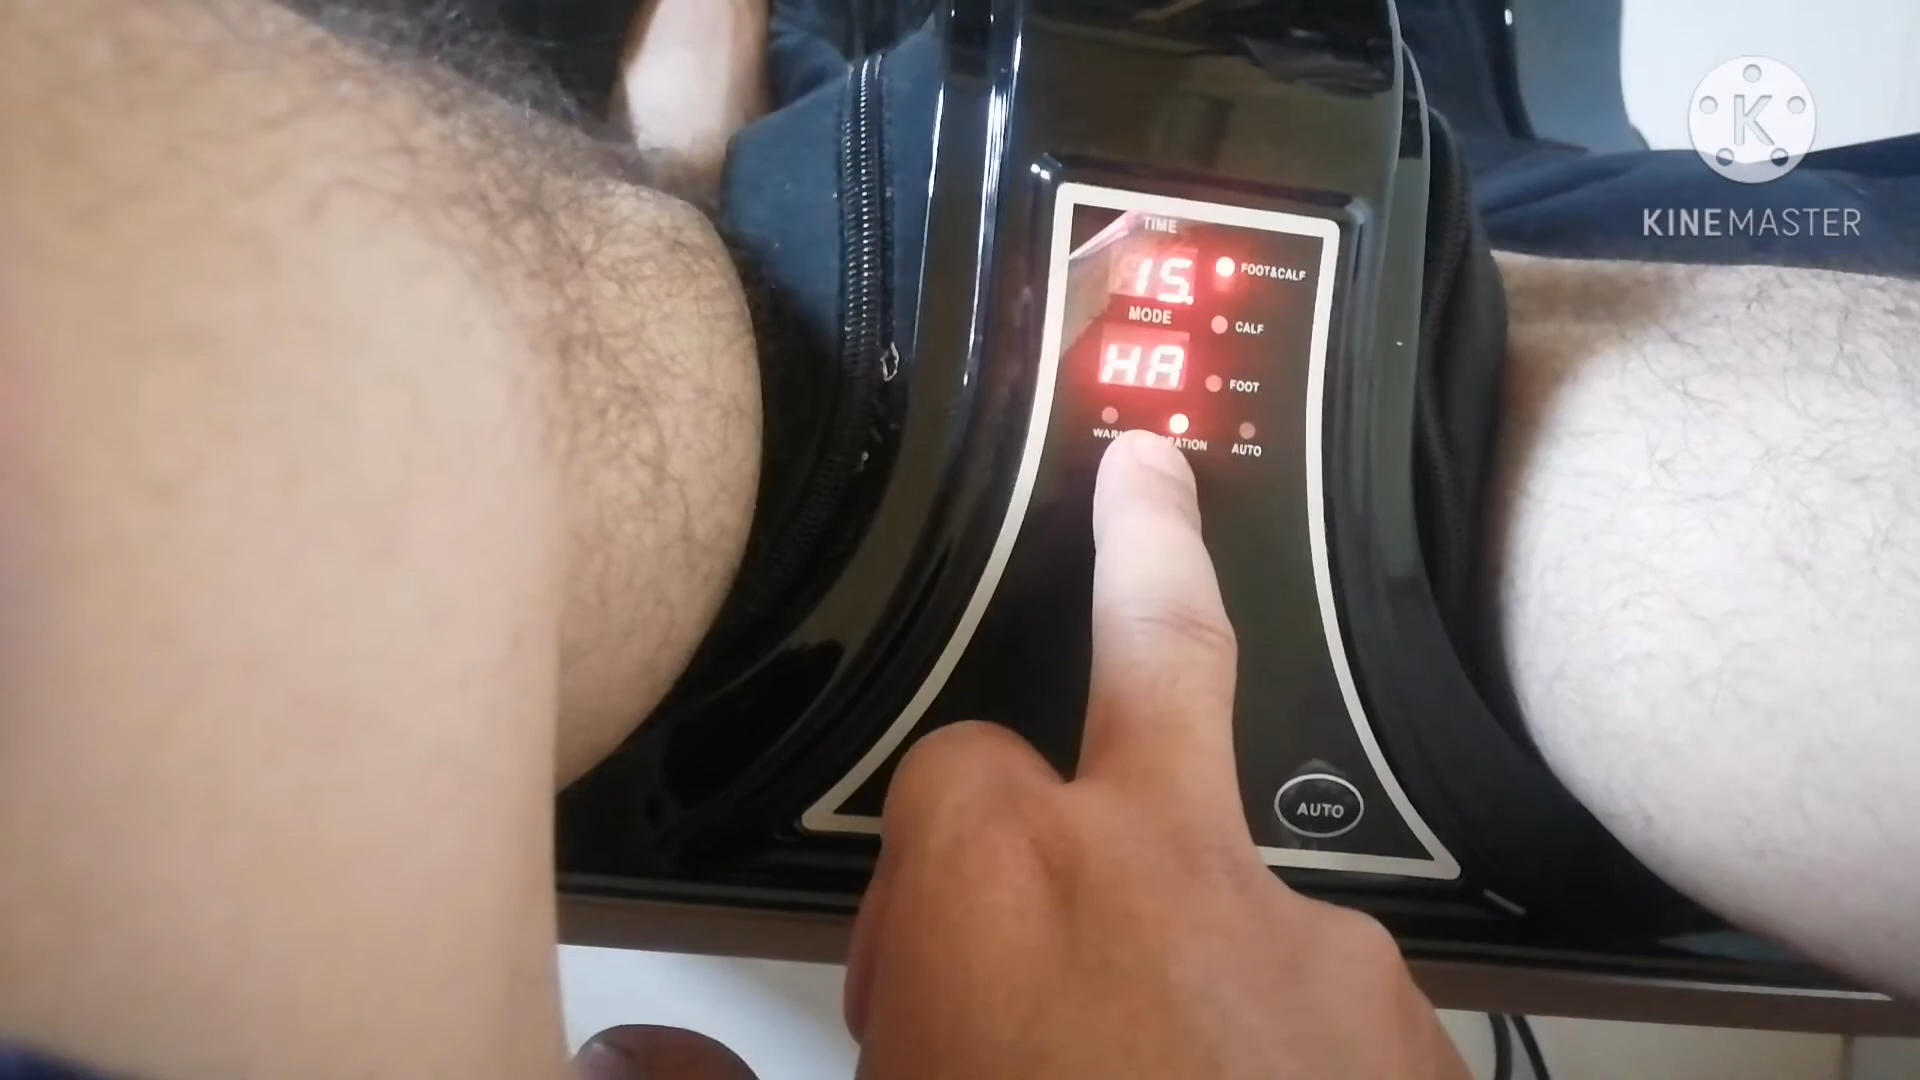 K
KINEMASTER
TIME
15.
FOOT&CALF
MODE
CALF
HA
FOOT
AUTO
AUTO